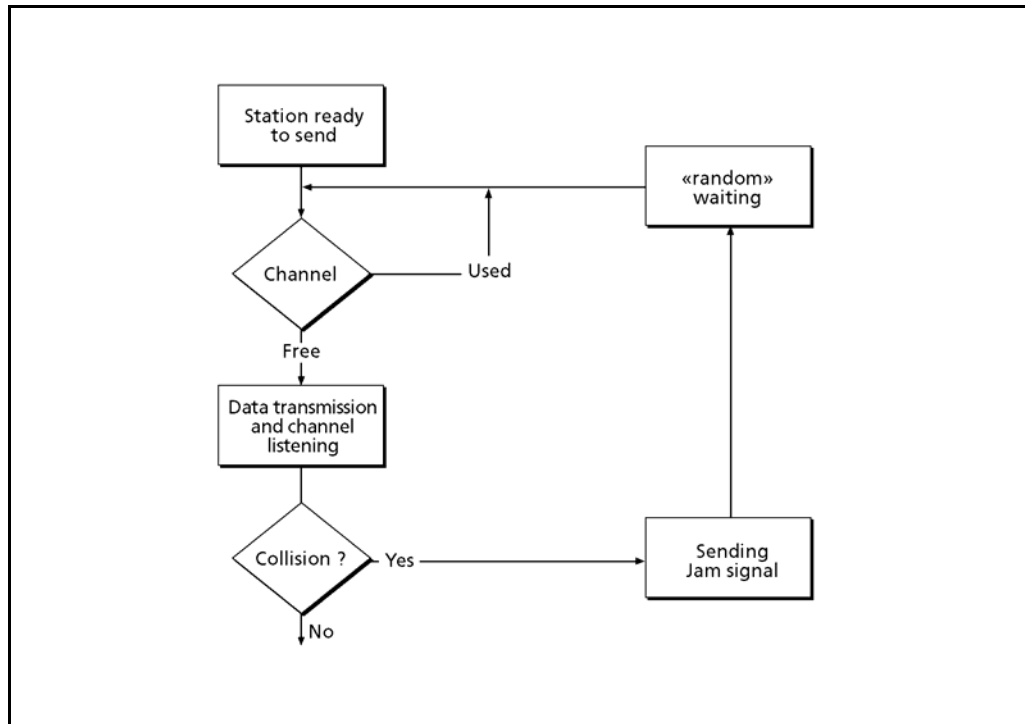 Station ready
to send
«random»
waiting
Channel
Used
Free
Data transmission
and channel
listening
Collision ?
Yes
Sending
Jam signal
No